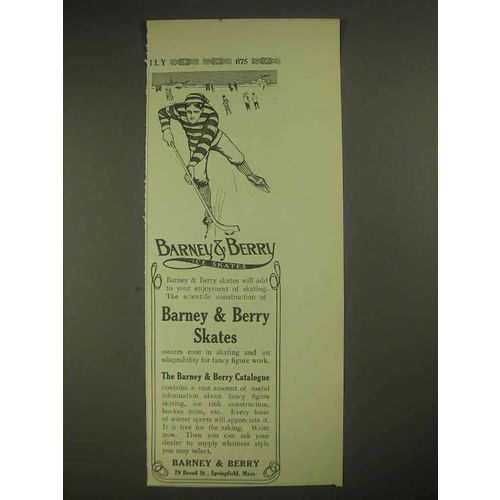 ILY 675
BARNEY & BERRY
ICE SKATES
Barney & Berry skates will add
to your enjoyment of skating.
The scientific construction of
Barney & Berry
Skates
assures ease in skating and an
adaptability for fancy figure work.
The Barney & Berry Catalogue
contains a vast amount of useful
information about fancy figure
skating, ice rink construction,
hockey rules, etc. Every lover
of winter sports will appreciate it.
It is free for the asking. Write
now. Then you can ask your
dealer to supply whatever style
you may select.
BARNEY & BERRY
79 Broad St., Springfield, Mass.